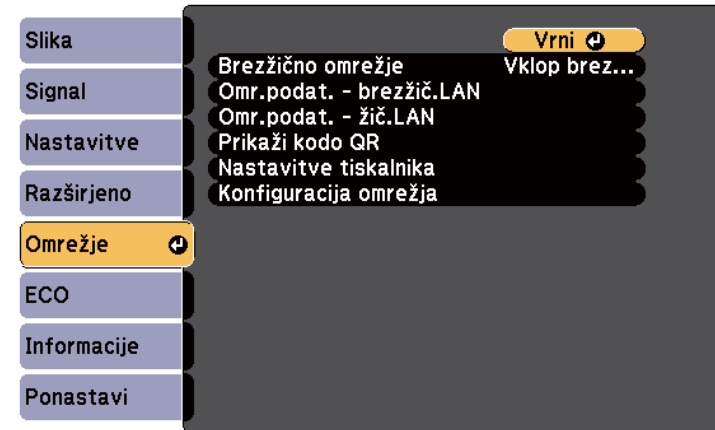 Slika
Signal
Nastavitve
Razširjeno
Omrežje
ECO
Informacije
Ponastavi
Vrni
Brezžično omrežje Vklop brez...
Omr.podat. - brezžič.LAN
Omr.podat. - žič.LAN
Prikaži kodo QR
Nastavitve tiskalnika
Konfiguracija omrežja